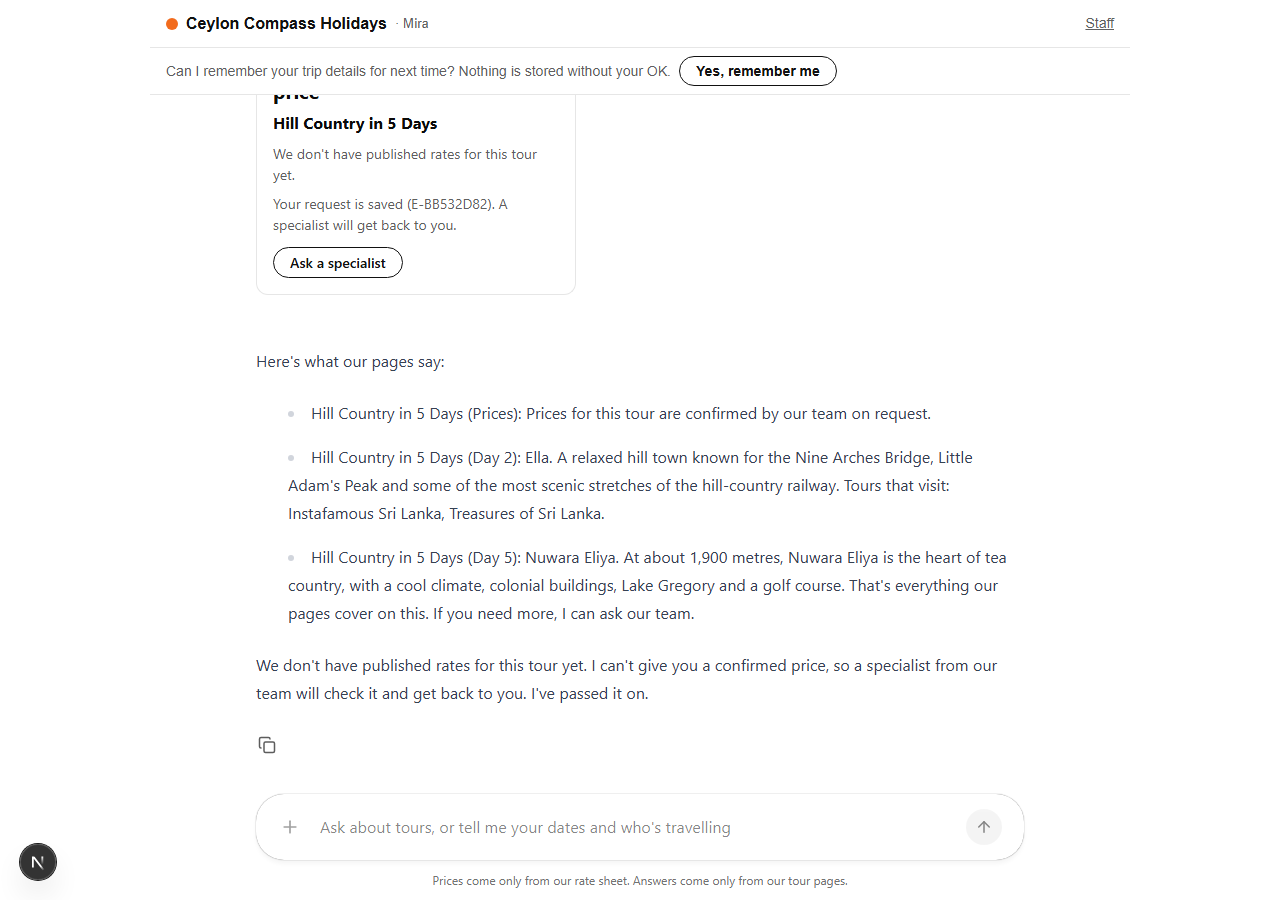 Ceylon Compass Holidays · Mira
Staff
Can I remember your trip details for next time? Nothing is stored without your OK.
Yes, remember me
price
Hill Country in 5 Days
We don't have published rates for this tour
yet.
Your request is saved (E-BB532D82). A
specialist will get back to you.
Ask a specialist
Here's what our pages say:
Hill Country in 5 Days (Prices): Prices for this tour are confirmed by our team on request.
Hill Country in 5 Days (Day 2): Ella. A relaxed hill town known for the Nine Arches Bridge, Little
Adam's Peak and some of the most scenic stretches of the hill-country railway. Tours that visit:
Instafamous Sri Lanka, Treasures of Sri Lanka.
Hill Country in 5 Days (Day 5): Nuwara Eliya. At about 1,900 metres, Nuwara Eliya is the heart of tea
country, with a cool climate, colonial buildings, Lake Gregory and a golf course. That's everything our
pages cover on this. If you need more, I can ask our team.
We don't have published rates for this tour yet. I can't give you a confirmed price, so a specialist from our
team will check it and get back to you. I've passed it on.
Ask about tours, or tell me your dates and who's travelling
N
Prices come only from our rate sheet. Answers come only from our tour pages.